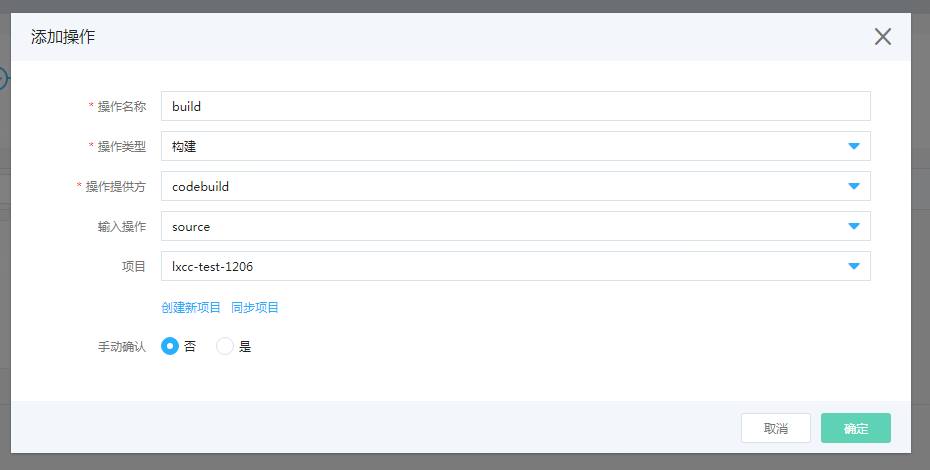 添加操作
* 操作名称 build
* 操作类型 构建
* 操作提供方 codebuild
输入操作 source
项目 lxcc-test-1206
创建新项目 同步项目
手动确认 否 是
取消 确定